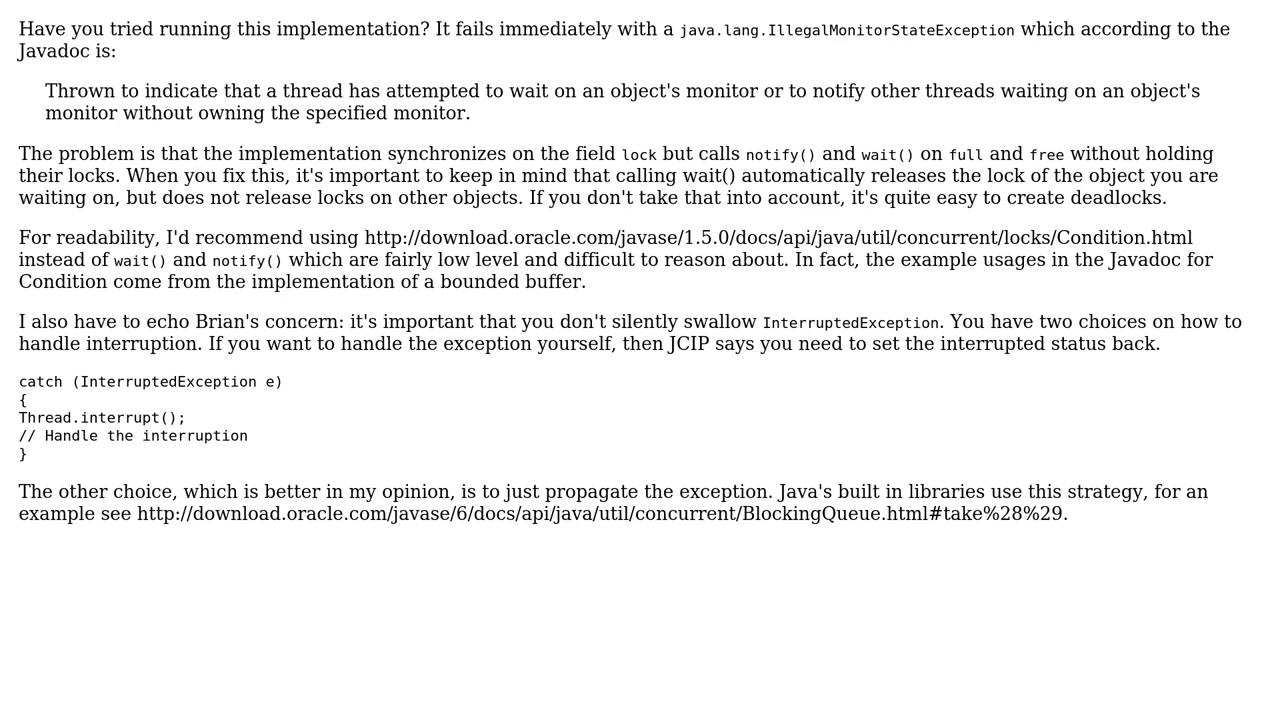 Have you tried running this implementation? It fails immediately with a java.lang.IllegalMonitorStateException which according to the
Javadoc is:
Thrown to indicate that a thread has attempted to wait on an object's monitor or to notify other threads waiting on an object's
monitor without owning the specified monitor.
The problem is that the implementation synchronizes on the field lock but calls notify() and wait() on full and free without holding
their locks. When you fix this, it's important to keep in mind that calling wait() automatically releases the lock of the object you are
waiting on, but does not release locks on other objects. If you don't take that into account, it's quite easy to create deadlocks.
For readability, I'd recommend using http://download.oracle.com/javase/1.5.0/docs/api/java/util/concurrent/locks/Condition.html
instead of wait() and notify() which are fairly low level and difficult to reason about. In fact, the example usages in the Javadoc for
Condition come from the implementation of a bounded buffer.
I also have to echo Brian's concern: it's important that you don't silently swallow InterruptedException. You have two choices on how to
handle interruption. If you want to handle the exception yourself, then JCIP says you need to set the interrupted status back.
catch (InterruptedException e)
{
Thread.interrupt();
// Handle the interruption
}
The other choice, which is better in my opinion, is to just propagate the exception. Java's built in libraries use this strategy, for an
example see http://download.oracle.com/javase/6/docs/api/java/util/concurrent/BlockingQueue.html#take%28%29.